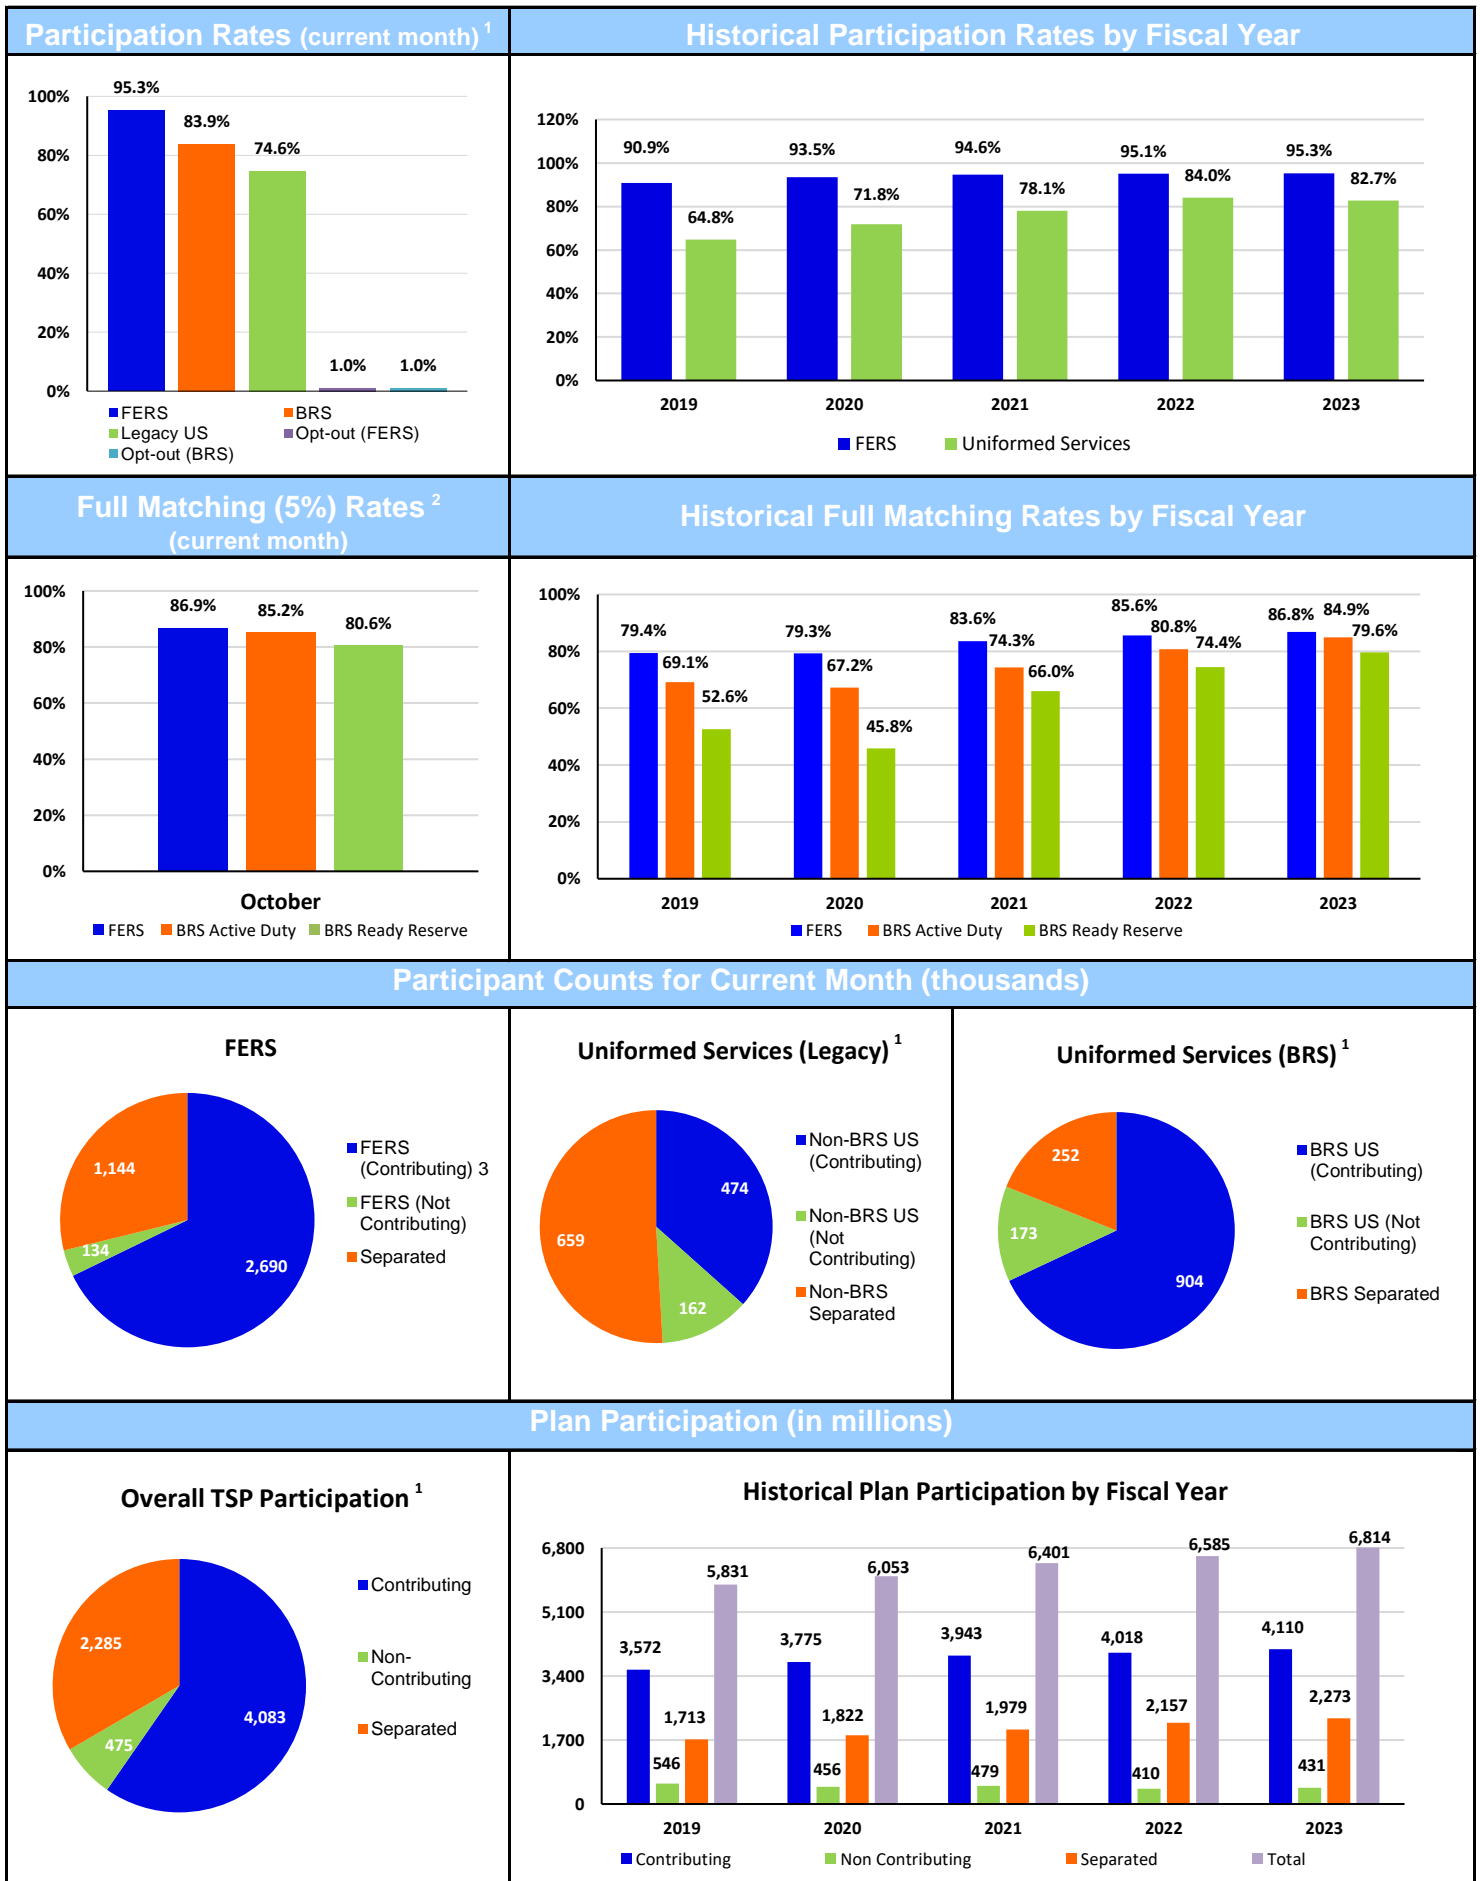 Participation Rates (current month) 1
Historical Participation Rates by Fiscal Year
100%
80%
60%
40%
20%
0%
95.3%
83.9%
74.6%
1.0%
1.0%
FERS
BRS
Legacy US
Opt-out (FERS)
Opt-out (BRS)
120%
100%
80%
60%
40%
20%
0%
90.9%
64.8%
93.5%
71.8%
94.6%
78.1%
95.1%
84.0%
95.3%
82.7%
2019
2020
2021
2022
2023
FERS
Uniformed Services
Full Matching (5%) Rates 2
(current month)
Historical Full Matching Rates by Fiscal Year
100%
80%
60%
40%
20%
0%
86.9%
85.2%
80.6%
October
FERS
BRS Active Duty
BRS Ready Reserve
100%
80%
60%
40%
20%
0%
79.4%
69.1%
52.6%
79.3%
67.2%
45.8%
83.6%
74.3%
66.0%
85.6%
80.8%
74.4%
86.8%
84.9%
79.6%
2019
2020
2021
2022
2023
FERS
BRS Active Duty
BRS Ready Reserve
Participant Counts for Current Month (thousands)
FERS
1,144
134
2,690
FERS
(Contributing) 3
FERS (Not
Contributing)
Separated
Uniformed Services (Legacy) 1
474
659
162
Non-BRS US
(Contributing)
Non-BRS US
(Not
Contributing)
Non-BRS
Separated
Uniformed Services (BRS) 1
252
173
904
BRS US
(Contributing)
BRS US (Not
Contributing)
BRS Separated
Plan Participation (in millions)
Overall TSP Participation 1
2,285
475
4,083
Contributing
Non-
Contributing
Separated
Historical Plan Participation by Fiscal Year
6,800
5,100
3,400
1,700
0
3,572
546
1,713
5,831
3,775
456
1,822
6,053
3,943
479
1,979
6,401
4,018
410
2,157
6,585
4,110
431
2,273
6,814
2019
2020
2021
2022
2023
Contributing
Non Contributing
Separated
Total